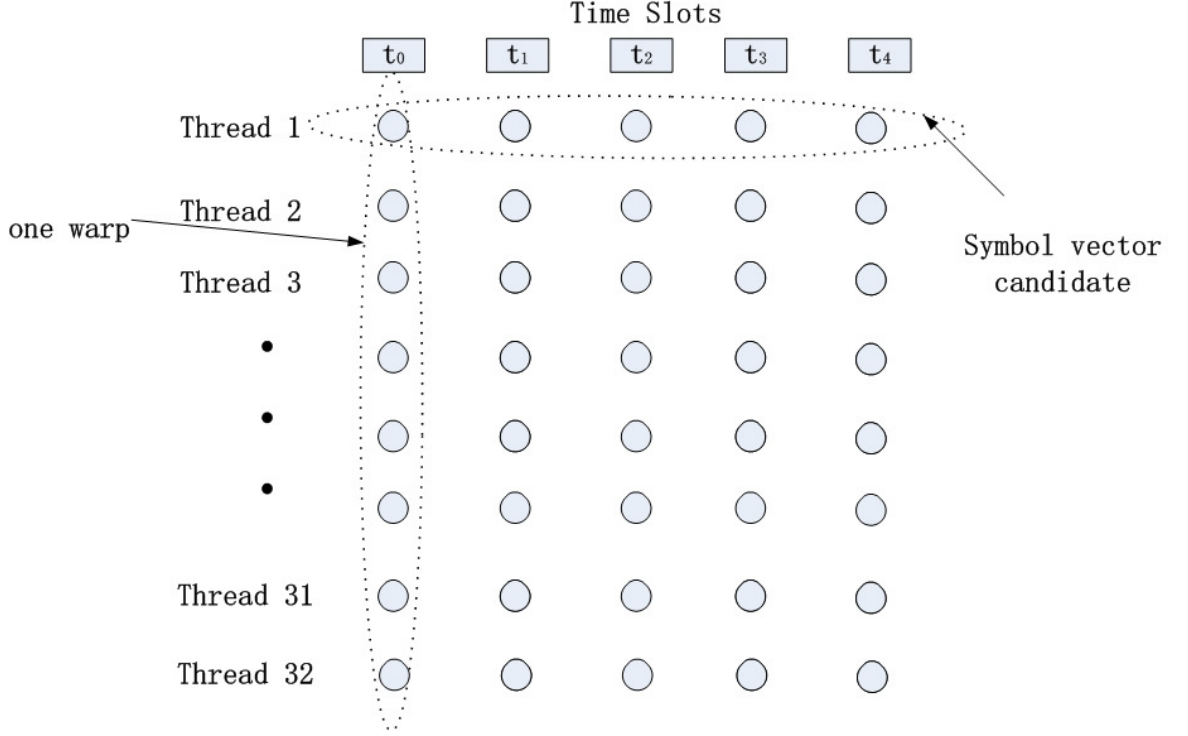 Time Slots
t₀ t₁ t₂ t₃ t₄
Thread 1
Thread 2
one warp
Thread 3
Symbol vector
candidate
Thread 31
Thread 32